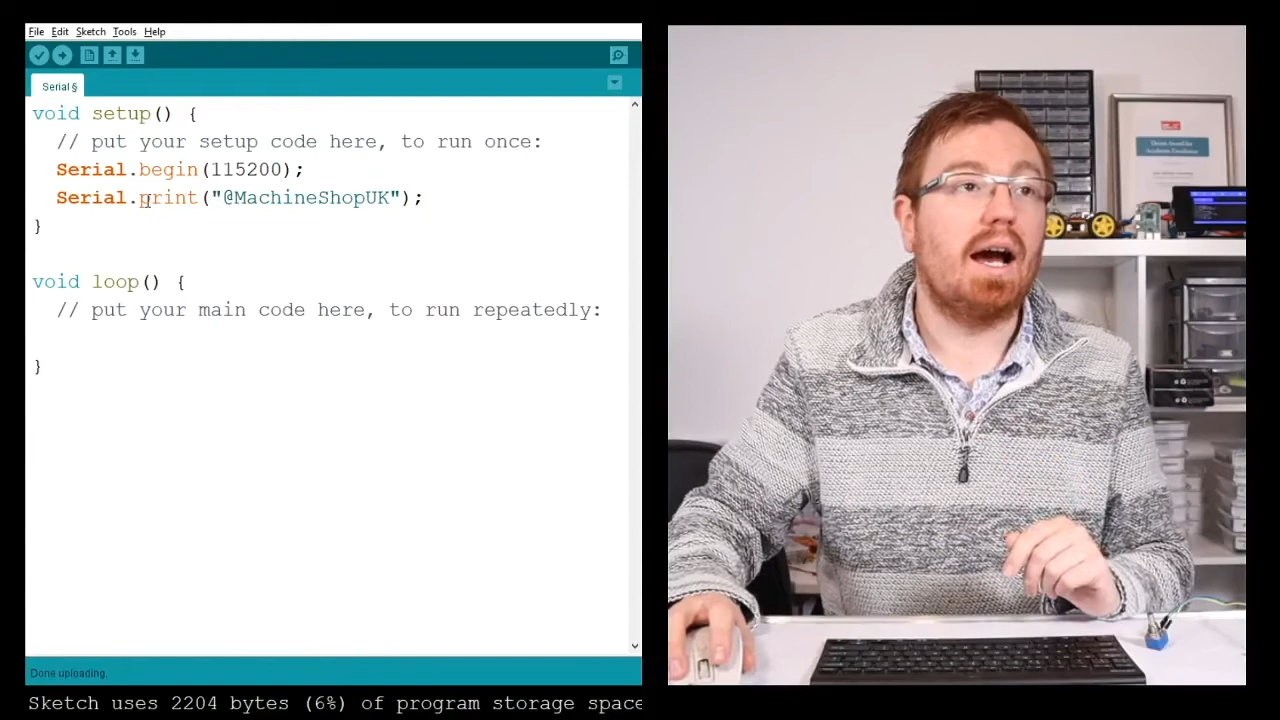 File Edit Sketch Tools Help
Serial §
void setup() {
// put your setup code here, to run once:
Serial.begin(115200);
Serial.print("@MachineShopUK");
}
void loop() {
// put your main code here, to run repeatedly:
}
Done uploading.
Sketch uses 2204 bytes (6%) of program storage space
Academic Excellence